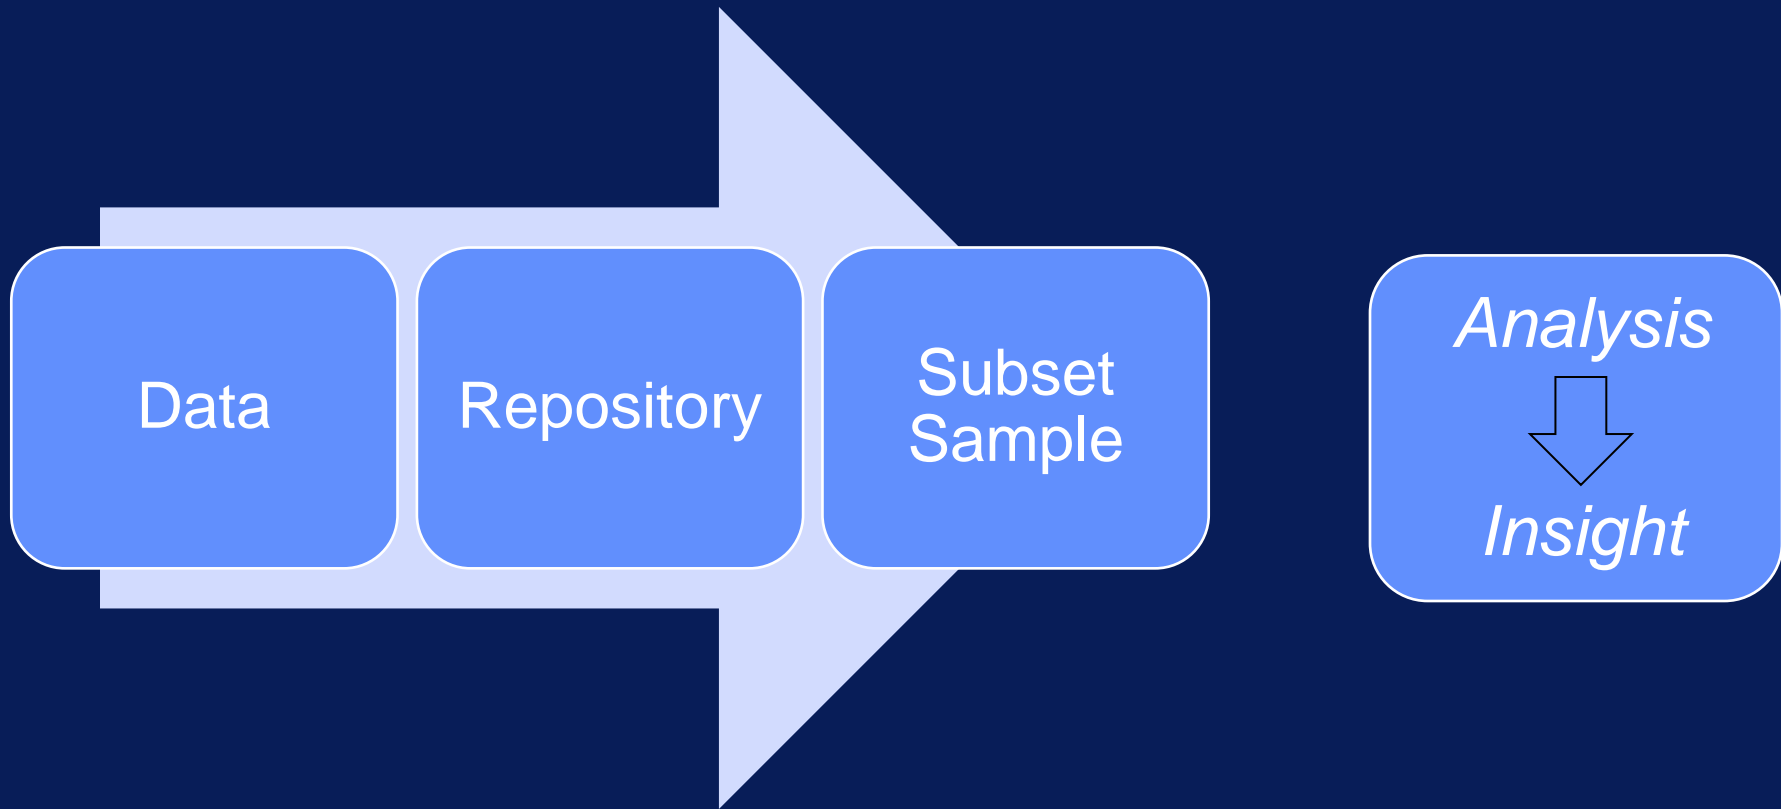 Data
Repository
Subset
Sample
Analysis
Insight